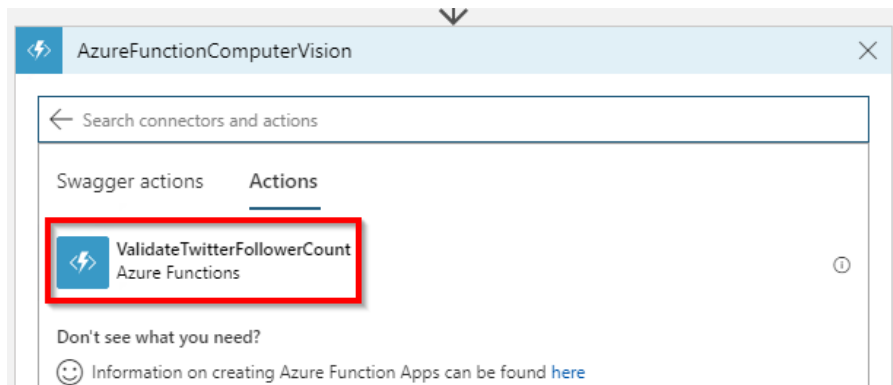 AzureFunctionComputerVision
Search connectors and actions
Swagger actions Actions
ValidateTwitterFollowerCount
Azure Functions
Don't see what you need?
Information on creating Azure Function Apps can be found here